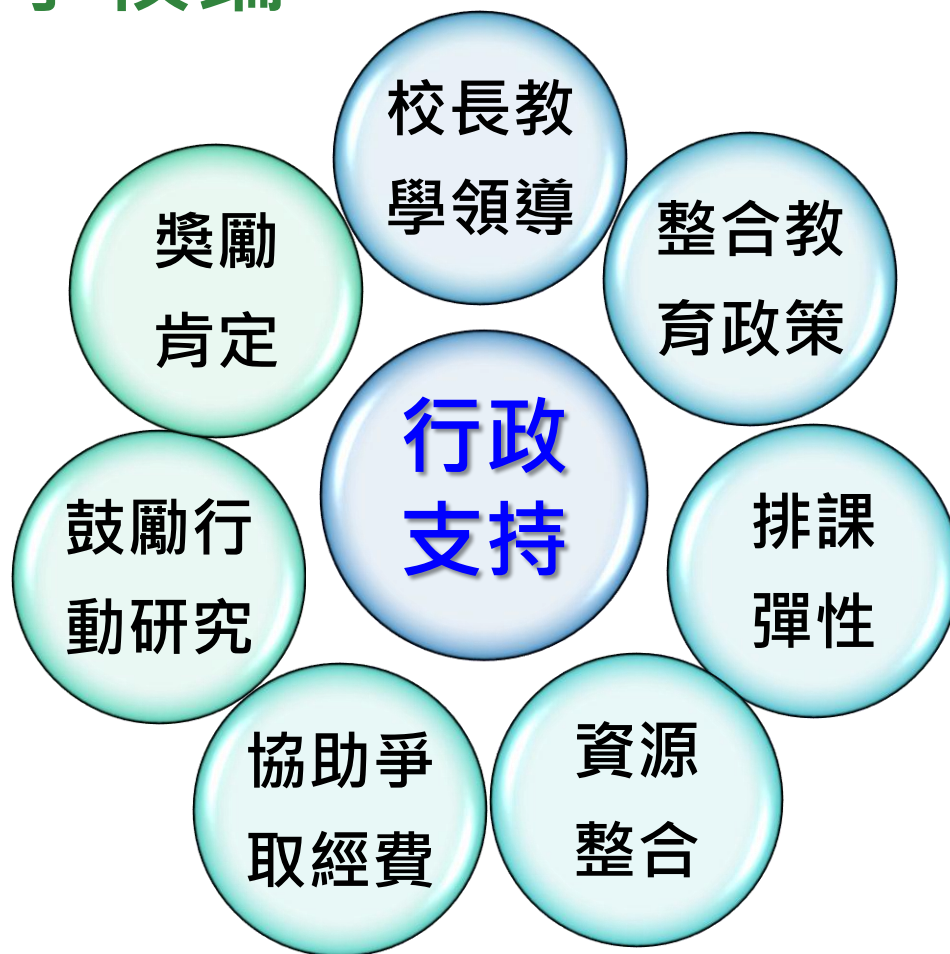 校長教
學領導
整合教
育政策
排課
彈性
資源
整合
協助爭
取經費
鼓勵行
動研究
獎勵
肯定
行政
支持